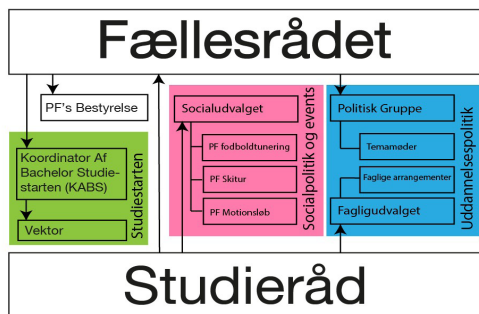 Fællesrådet
PF's Bestyrelse
Koordinator Af
Bachelor Studie-
starten (KABS)
Vektor
Studiestarten
Socialudvalget
PF fodboldtunering
PF Skitur
PF Motionsløb
Socialpolitik og events
Politisk Gruppe
Temamøder
Faglige arrangementer
Fagligudvalget
Uddannelsespolitik
Studieråd